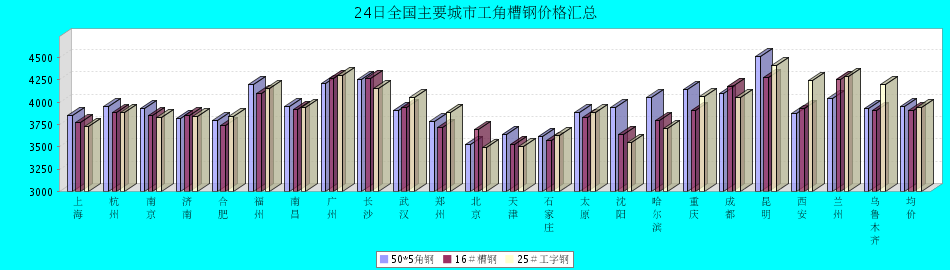 24日全国主要城市工角槽钢价格汇总
4500
4250
4000
3750
3500
3250
3000
上海
杭州
南京
济南
合肥
福州
南昌
广州
长沙
武汉
郑州
北京
天津
石家庄
太原
沈阳
哈尔滨
重庆
成都
昆明
西安
兰州
乌鲁木齐
均价
50*5角钢 16#槽钢 25#工字钢